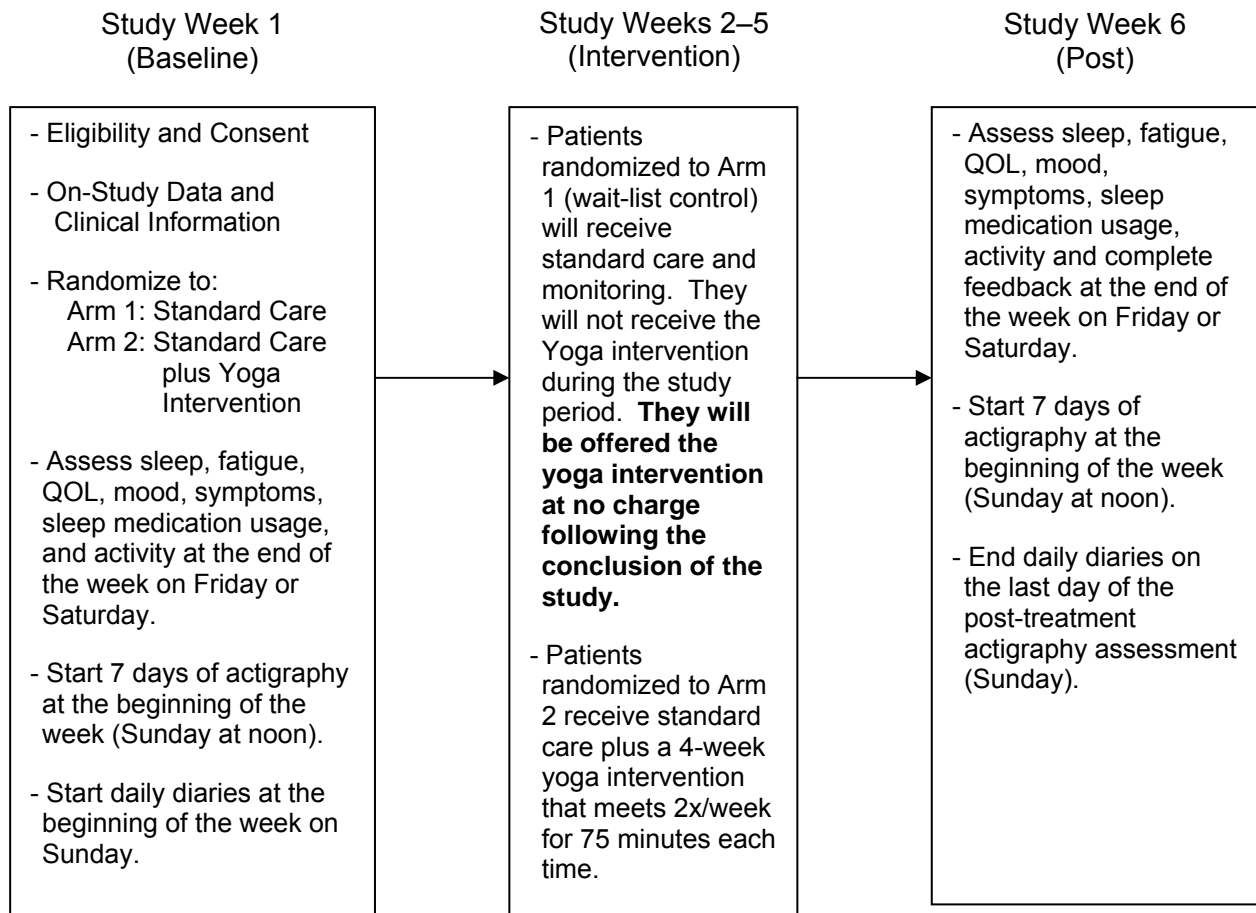 Study Week 1
(Baseline)
Study Weeks 2–5
(Intervention)
Study Week 6
(Post)
- Eligibility and Consent
- On-Study Data and
Clinical Information
- Randomize to:
Arm 1: Standard Care
Arm 2: Standard Care
plus Yoga
Intervention
- Assess sleep, fatigue,
QOL, mood, symptoms,
sleep medication usage,
and activity at the end of
the week on Friday or
Saturday.
- Start 7 days of actigraphy
at the beginning of the
week (Sunday at noon).
- Start daily diaries at the
beginning of the week on
Sunday.
- Patients
randomized to Arm
1 (wait-list control)
will receive
standard care and
monitoring.  They
will not receive the
Yoga intervention
during the study
period.  They will
be offered the
yoga intervention
at no charge
following the
conclusion of the
study.
- Patients
randomized to Arm
2 receive standard
care plus a 4-week
yoga intervention
that meets 2x/week
for 75 minutes each
time.
- Assess sleep, fatigue,
QOL, mood,
symptoms, sleep
medication usage,
activity and complete
feedback at the end of
the week on Friday or
Saturday.
- Start 7 days of
actigraphy at the
beginning of the week
(Sunday at noon).
- End daily diaries on
the last day of the
post-treatment
actigraphy assessment
(Sunday).